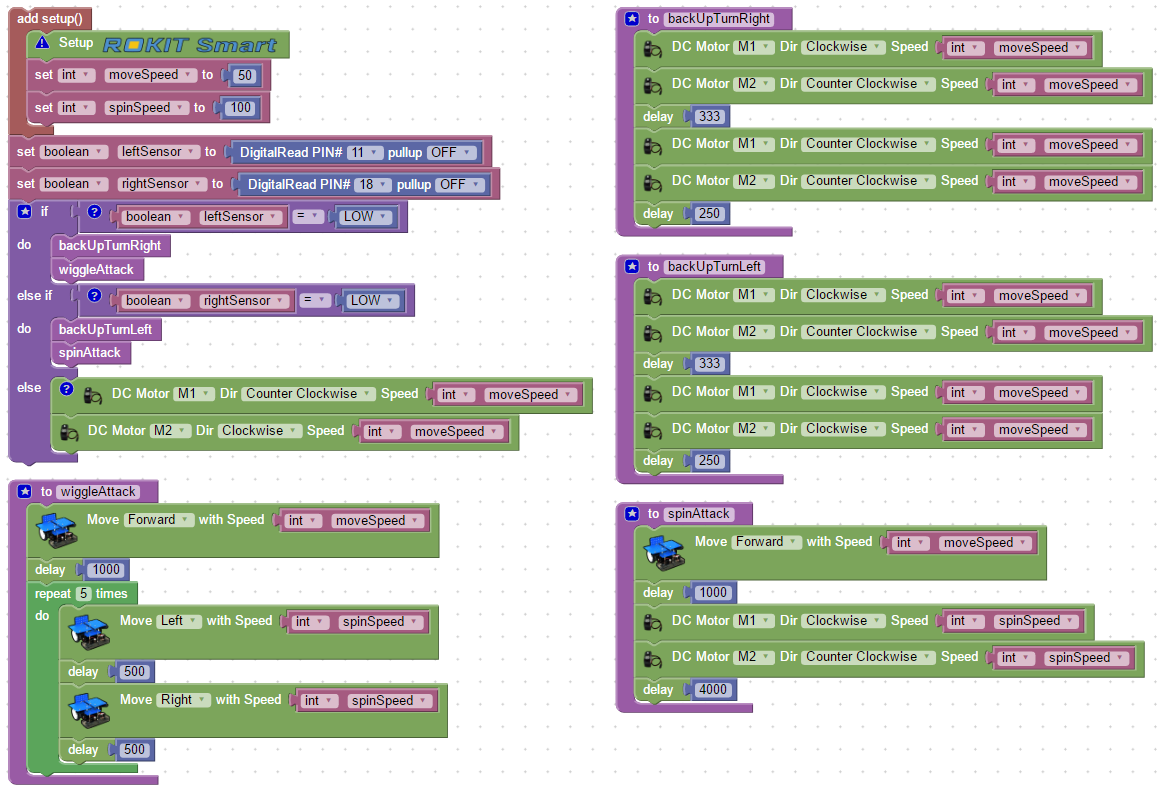 add setup()
Setup ROKIT Smart
set int moveSpeed to 50
set int spinSpeed to 100
set boolean leftSensor to DigitalRead PIN# 11 pullup OFF
set boolean rightSensor to DigitalRead PIN# 18 pullup OFF
if ? boolean leftSensor = LOW
do backUpTurnRight
wiggleAttack
else if ? boolean rightSensor = LOW
do backUpTurnLeft
spinAttack
else ? DC Motor M1 Dir Counter Clockwise Speed int moveSpeed
DC Motor M2 Dir Clockwise Speed int moveSpeed
to wiggleAttack
Move Forward with Speed int moveSpeed
delay 1000
repeat 5 times
do Move Left with Speed int spinSpeed
delay 500
Move Right with Speed int spinSpeed
delay 500
to backUpTurnRight
DC Motor M1 Dir Clockwise Speed int moveSpeed
DC Motor M2 Dir Counter Clockwise Speed int moveSpeed
delay 333
DC Motor M1 Dir Counter Clockwise Speed int moveSpeed
DC Motor M2 Dir Counter Clockwise Speed int moveSpeed
delay 250
to backUpTurnLeft
DC Motor M1 Dir Clockwise Speed int moveSpeed
DC Motor M2 Dir Counter Clockwise Speed int moveSpeed
delay 333
DC Motor M1 Dir Clockwise Speed int moveSpeed
DC Motor M2 Dir Clockwise Speed int moveSpeed
delay 250
to spinAttack
Move Forward with Speed int moveSpeed
delay 1000
DC Motor M1 Dir Clockwise Speed int spinSpeed
DC Motor M2 Dir Counter Clockwise Speed int spinSpeed
delay 4000